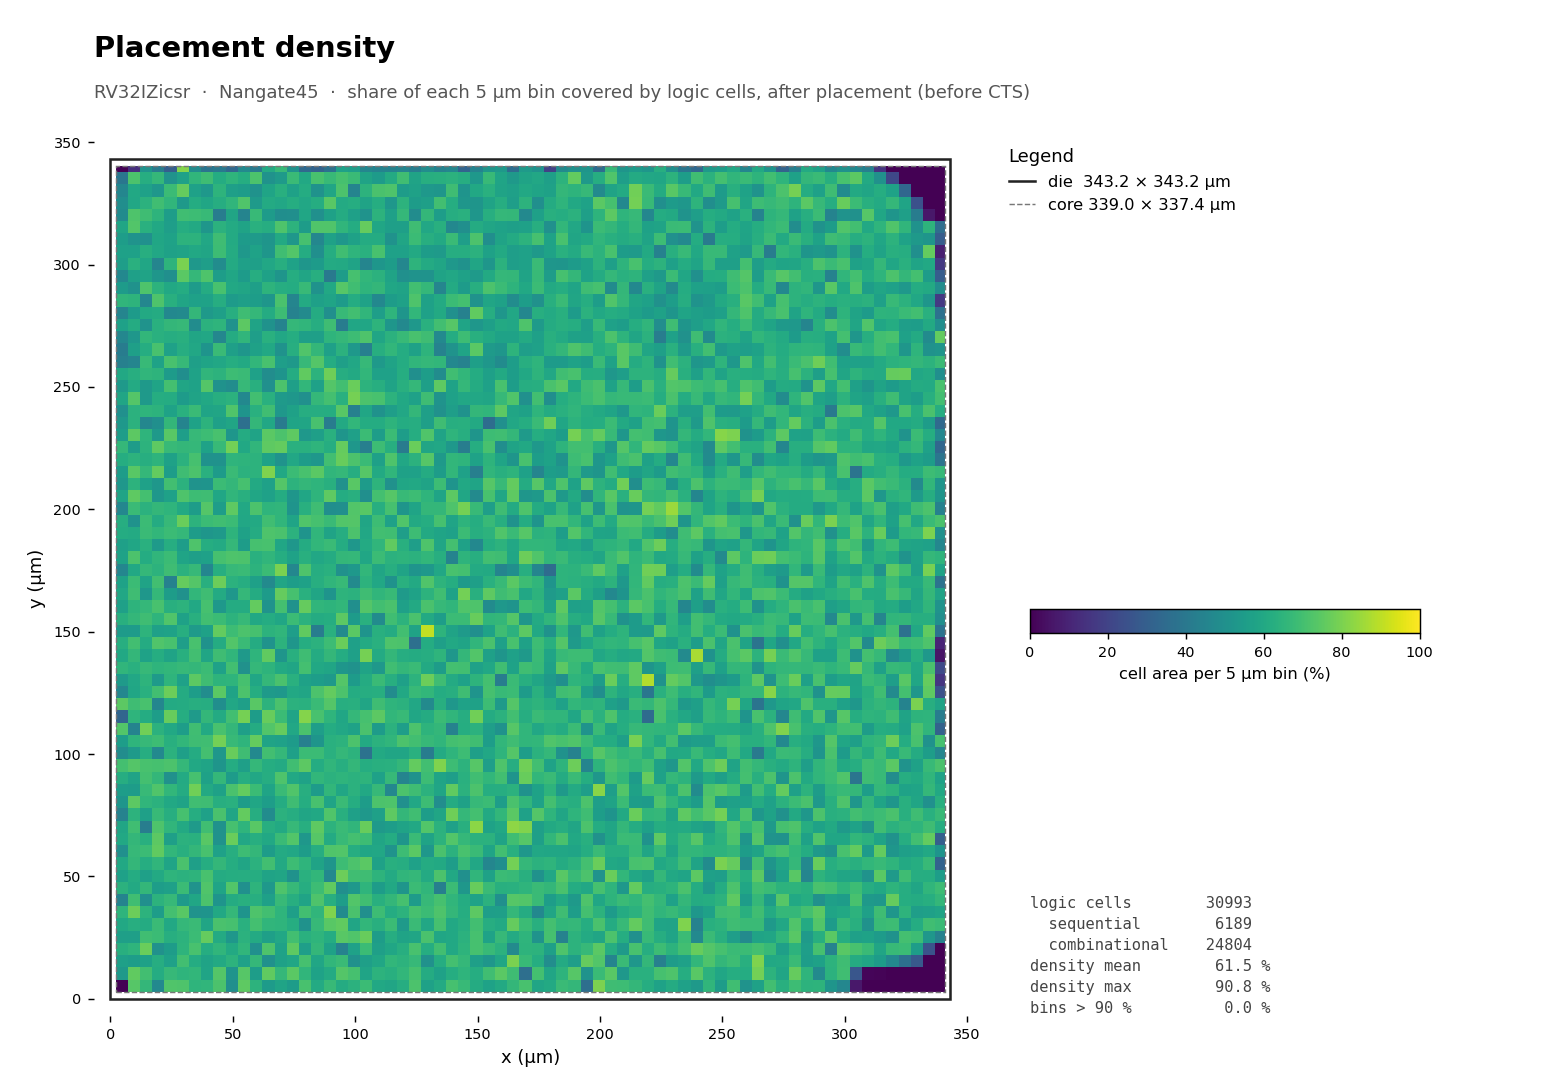 Placement density
RV32IZicsr · Nangate45 · share of each 5 µm bin covered by logic cells, after placement (before CTS)
350
300
250
200
150
100
50
0
y (µm)
0 50 100 150 200 250 300 350
x (µm)
Legend
die 343.2 × 343.2 µm
core 339.0 × 337.4 µm
0 20 40 60 80 100
cell area per 5 µm bin (%)
logic cells 30993
sequential 6189
combinational 24804
density mean 61.5 %
density max 90.8 %
bins > 90 % 0.0 %